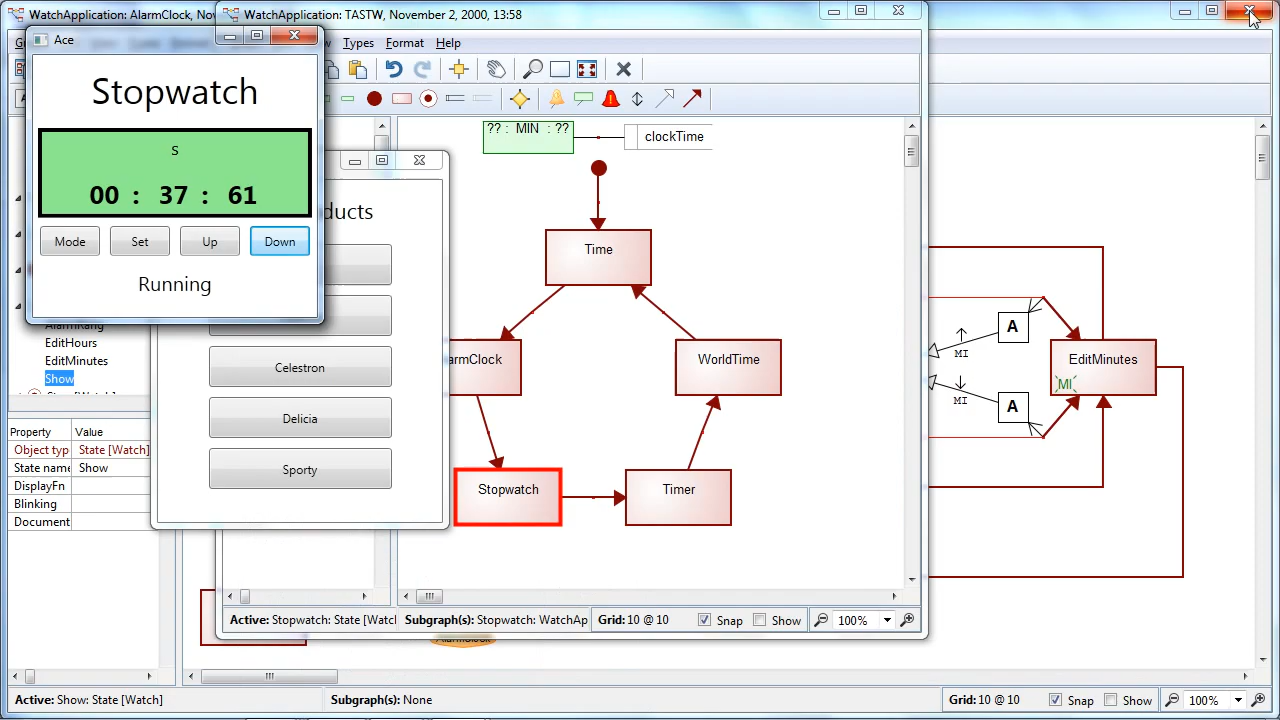 WatchApplication: AlarmClock, Nov
WatchApplication: TASTW, November 2, 2000, 13:58
Types Format Help
Ace
Stopwatch
S
00 : 37 : 61
Mode Set Up Down
Running
ducts
Celestron
Delicia
Sporty
AlarmRang
EditHours
EditMinutes
Show
Property Value
Object typ State [Watch]
State name Show
DisplayFn
Blinking
Document
?? : MIN : ??
clockTime
Time
armClock
WorldTime
Stopwatch
Timer
A
MI
MI
A
EditMinutes
MI
Active: Stopwatch: State [Watch Subgraph(s): Stopwatch: WatchAp Grid: 10 @ 10 Snap Show 100%
AlarmClock
Active: Show: State [Watch] Subgraph(s): None Grid: 10 @ 10 Snap Show 100%